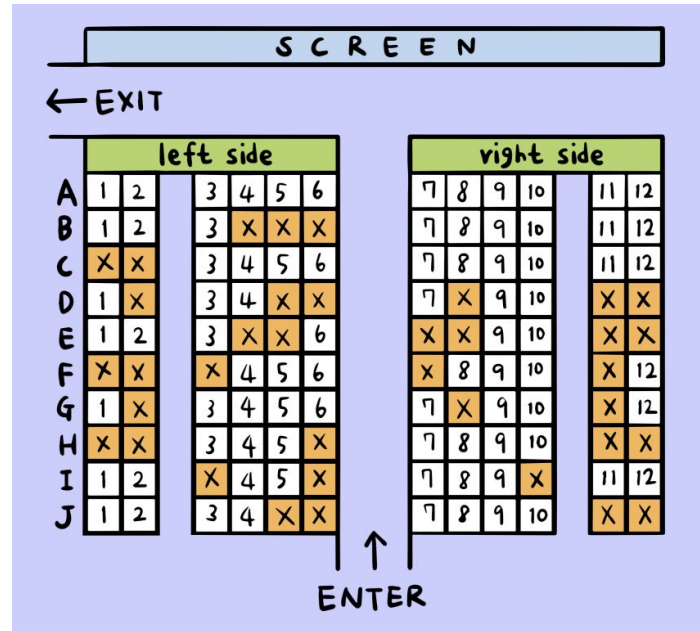 SCREEN
← EXIT
left side right side
A 1 2 3 4 5 6 7 8 9 10 11 12
B 1 2 3 X X X 7 8 9 10 11 12
C X X 3 4 5 6 7 8 9 10 11 12
D 1 X 3 4 X X 7 X 9 10 X X
E 1 2 3 X X 6 X X 9 10 X X
F X X X 4 5 6 X 8 9 10 X 12
G 1 X 3 4 5 6 7 X 9 10 X 12
H X X 3 4 5 X 7 8 9 10 X X
I 1 2 X 4 5 X 7 8 9 X 11 12
J 1 2 3 4 X X 7 8 9 10 X X
↑
ENTER